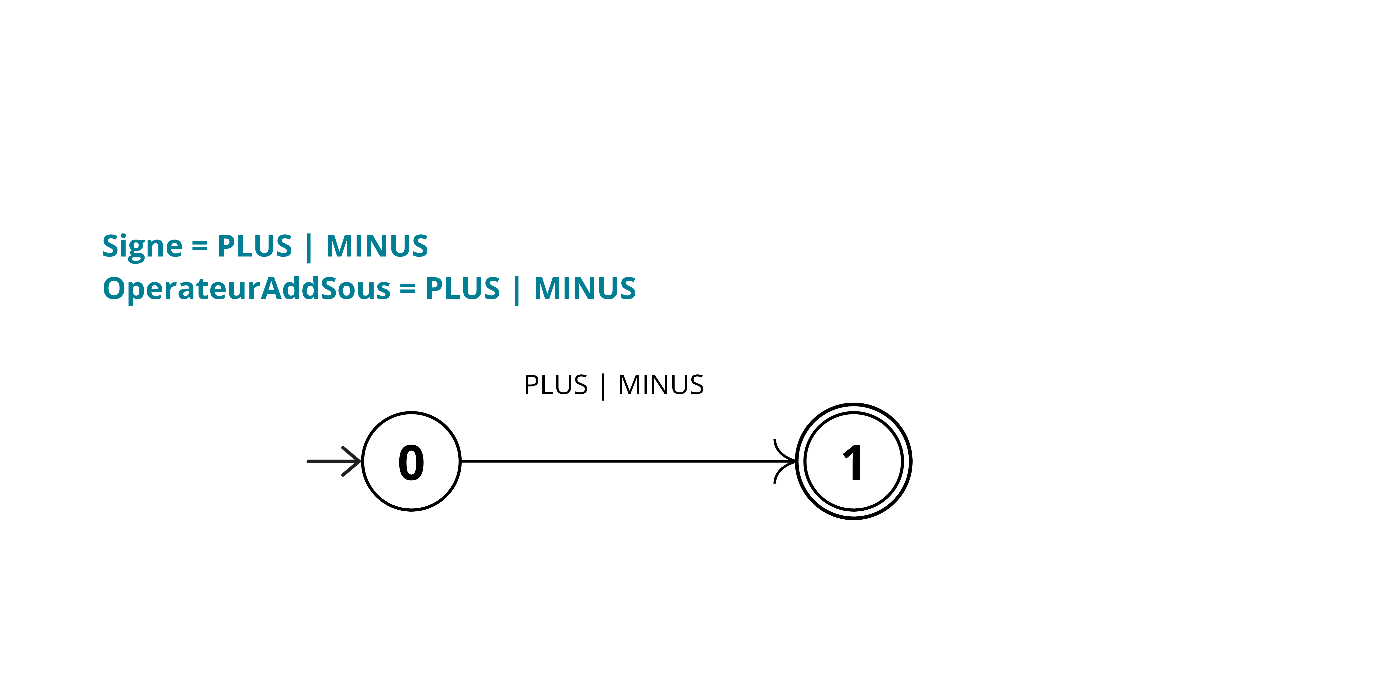 Signe = PLUS | MINUS
OperateurAddSous = PLUS | MINUS
PLUS | MINUS
0
1